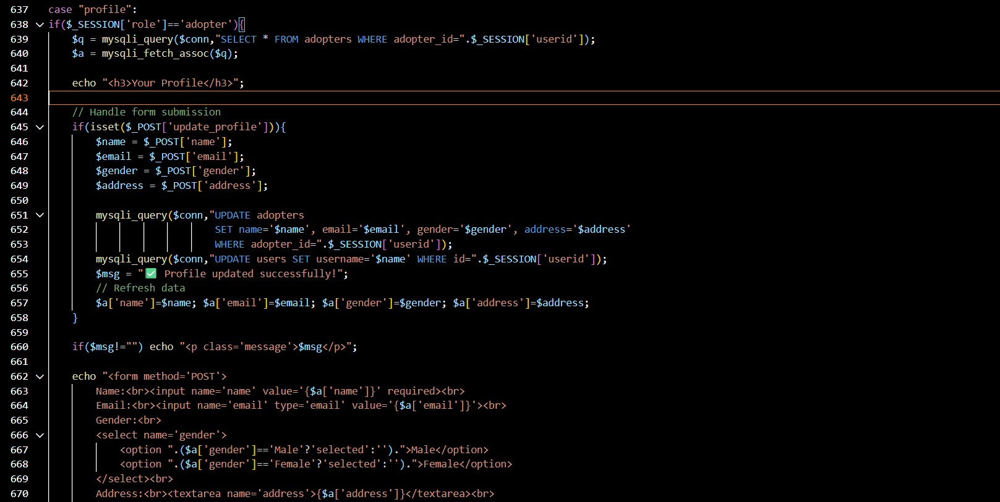 637 case "profile":
638 if($_SESSION['role']=='adopter'){
639 $q = mysqli_query($conn,"SELECT * FROM adopters WHERE adopter_id=".$_SESSION['userid']);
640 $a = mysqli_fetch_assoc($q);
641
642 echo "<h3>Your Profile</h3>";
643
644 // Handle form submission
645 if(isset($_POST['update_profile'])){
646 $name = $_POST['name'];
647 $email = $_POST['email'];
648 $gender = $_POST['gender'];
649 $address = $_POST['address'];
650
651 mysqli_query($conn,"UPDATE adopters
652 SET name='$name', email='$email', gender='$gender', address='$address'
653 WHERE adopter_id=".$_SESSION['userid']);
654 mysqli_query($conn,"UPDATE users SET username='$name' WHERE id=".$_SESSION['userid']);
655 $msg = "✅ Profile updated successfully!";
656 // Refresh data
657 $a['name']=$name; $a['email']=$email; $a['gender']=$gender; $a['address']=$address;
658 }
659
660 if($msg!="") echo "<p class='message'>$msg</p>";
661
662 echo "<form method='POST'>
663 Name:<br><input name='name' value='{$a['name']}' required><br>
664 Email:<br><input name='email' type='email' value='{$a['email']}'><br>
665 Gender:<br>
666 <select name='gender'>
667 <option ".($a['gender']=='Male'?'selected':'').">Male</option>
668 <option ".($a['gender']=='Female'?'selected':'').">Female</option>
669 </select><br>
670 Address:<br><textarea name='address'>{$a['address']}</textarea><br>